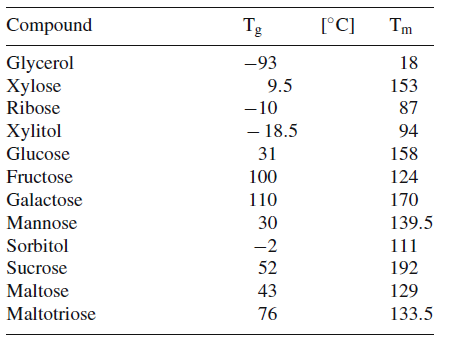 Compound Tg [°C] Tm
Glycerol −93 18
Xylose 9.5 153
Ribose −10 87
Xylitol − 18.5 94
Glucose 31 158
Fructose 100 124
Galactose 110 170
Mannose 30 139.5
Sorbitol −2 111
Sucrose 52 192
Maltose 43 129
Maltotriose 76 133.5